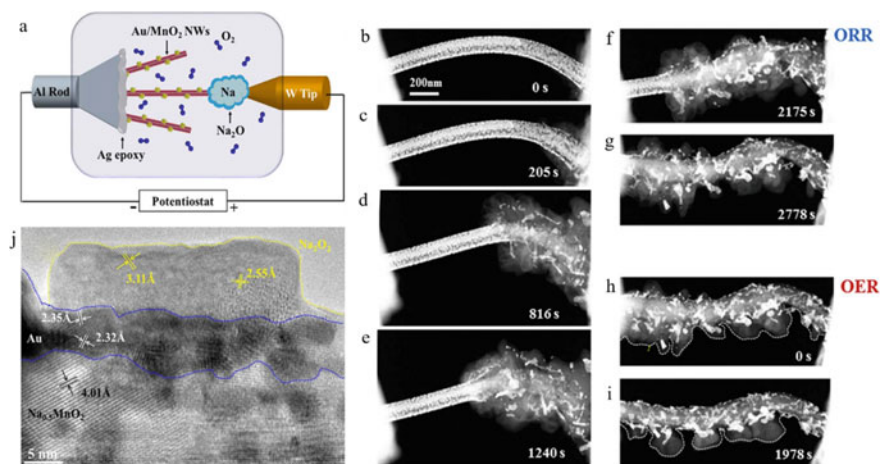 a
Au/MnO2 NWs
O2
Al Rod
Na
W Tip
Ag epoxy
Na2O
- Potentiostat +
b
200nm
0 s
c
205 s
d
816 s
e
1240 s
f
ORR
2175 s
g
2778 s
h
OER
0 s
i
1978 s
j
Na2O2
3.11Å
2.55Å
2.35Å
Au
2.32Å
4.01Å
Na0.5MnO2
5 nm